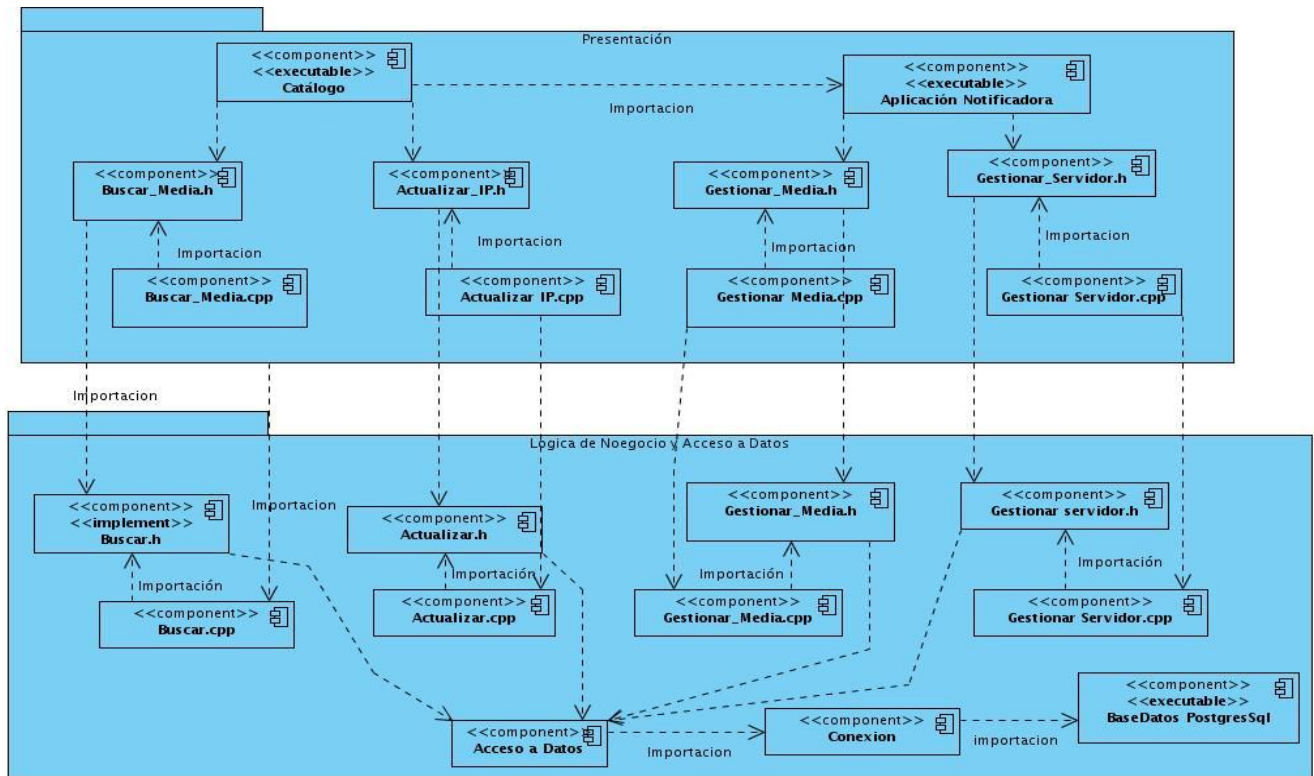 Presentación
<<component>>
<<executable>>
Catálogo
<<component>>
<<executable>>
Aplicación Notificadora
Importacion
<<component>>
Buscar_Media.h
<<component>>
Actualizar_IP.h
<<component>>
Gestionar_Media.h
<<component>>
Gestionar_Servidor.h
Importacion
Importacion
Importacion
Importacion
<<component>>
Buscar_Media.cpp
<<component>>
Actualizar IP.cpp
<<component>>
Gestionar Media.cpp
<<component>>
Gestionar Servidor.cpp
Importacion
Logica de Noegocio y Acceso a Datos
<<component>>
<<implement>>
Buscar.h
Importacion
<<component>>
Actualizar.h
<<component>>
Gestionar_Media.h
<<component>>
Gestionar servidor.h
Importación
Importación
Importación
Importación
<<component>>
Buscar.cpp
<<component>>
Actualizar.cpp
<<component>>
Gestionar_Media.cpp
<<component>>
Gestionar Servidor.cpp
<<component>>
Acceso a Datos
Importacion
<<component>>
Conexion
importacion
<<component>>
<<executable>>
BaseDatos PostgresSql